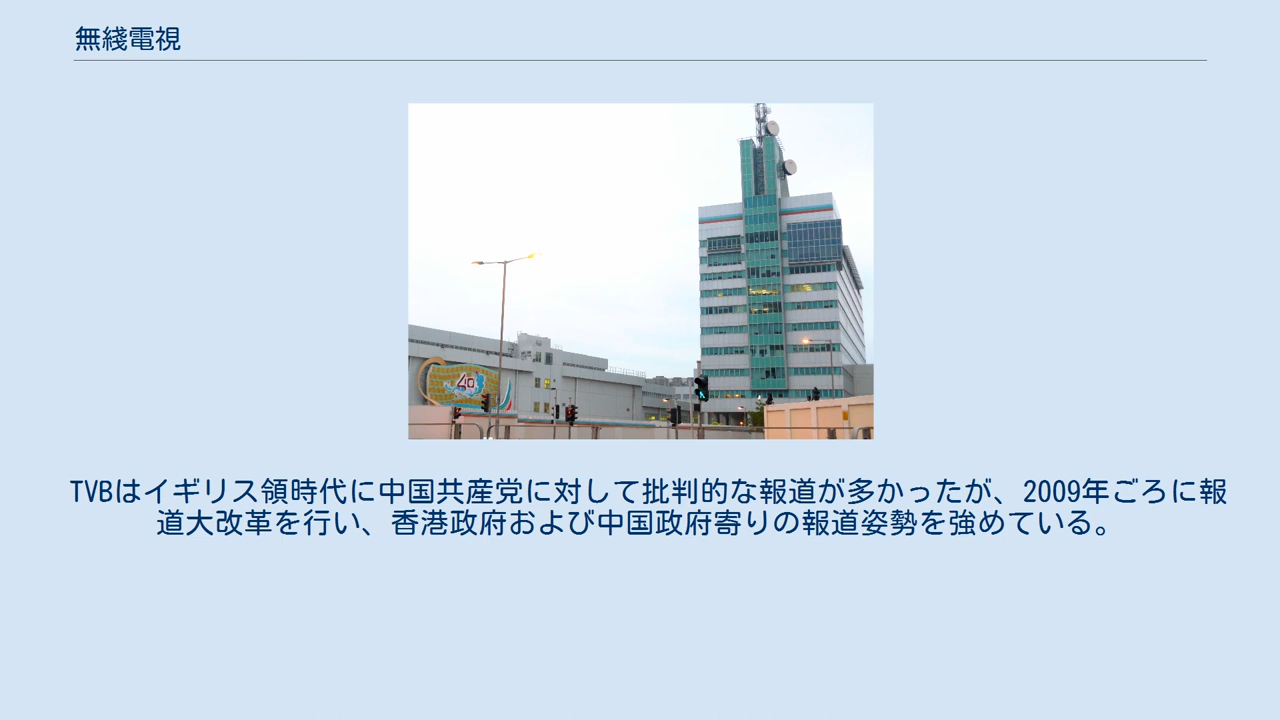 無綫電視
40
TVBはイギリス領時代に中国共産党に対して批判的な報道が多かったが、2009年ごろに報
道大改革を行い、香港政府および中国政府寄りの報道姿勢を強めている。